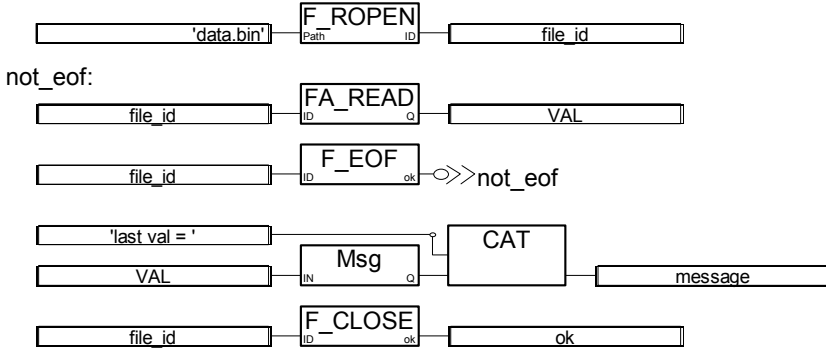 'data.bin' F_ROPEN Path ID file_id
not_eof:
file_id FA_READ ID Q VAL
file_id F_EOF ID ok not_eof
'last val = ' CAT
VAL Msg IN Q message
file_id F_CLOSE ID ok ok